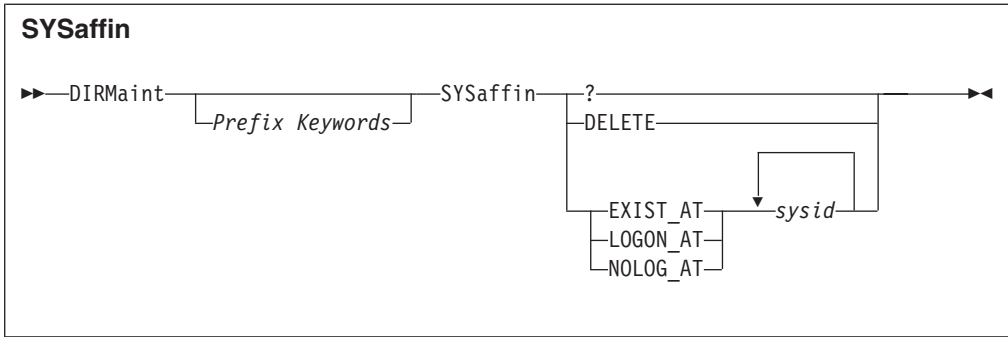 SYSaffin
DIRMaint SYSaffin ?
Prefix Keywords DELETE
EXIST_AT sysid
LOGON_AT
NOLOG_AT